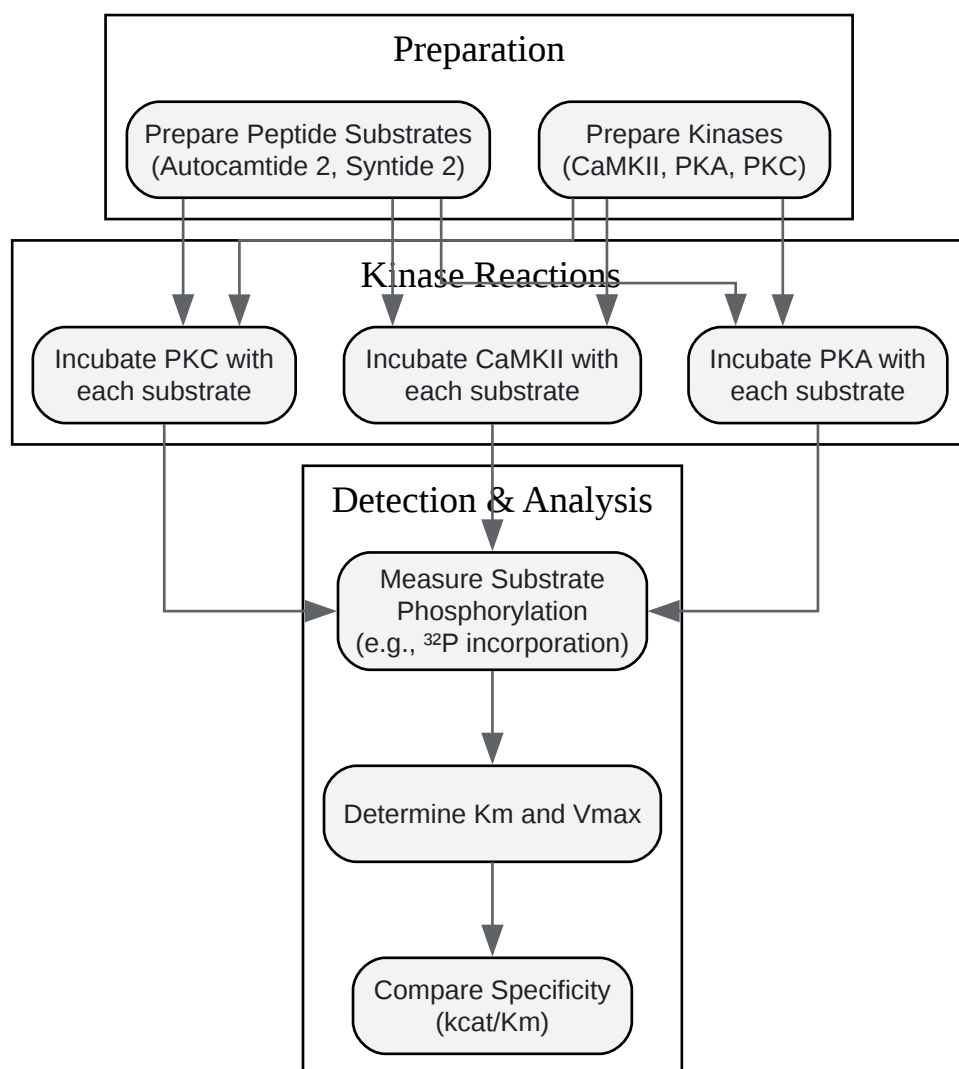 Preparation
Prepare Peptide Substrates
(Autocamtide 2, Syntide 2)
Prepare Kinases
(CaMKII, PKA, PKC)
Kinase Reactions
Incubate PKC with
each substrate
Incubate CaMKII with
each substrate
Incubate PKA with
each substrate
Detection & Analysis
Measure Substrate
Phosphorylation
(e.g., ³²P incorporation)
Determine Km and Vmax
Compare Specificity
(kcat/Km)